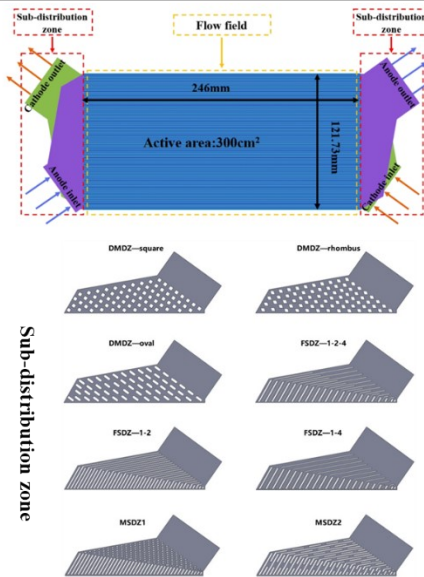 Sub-distribution
zone
Flow field
Sub-distribution
zone
Cathode outlet
Anode outlet
246mm
Active area:300cm²
121.73mm
Anode inlet
Cathode inlet
Sub-distribution zone
DMDZ—square
DMDZ—rhombus
DMDZ—oval
FSDZ—1-2-4
FSDZ—1-2
FSDZ—1-4
MSDZ1
MSDZ2